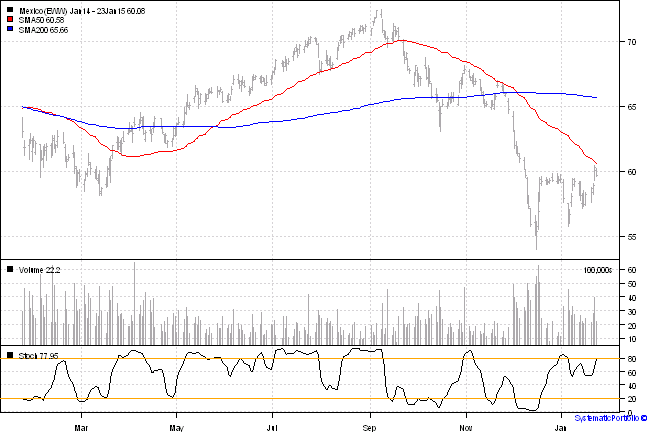 Mexico(EWW) Jan 14 - 23Jan15 60.08
SMA50 60.58
SMA200 65.66
70
65
60
55
Volume 22.2
100,000s
60
50
40
30
20
10
Stoch 77.95
80
60
40
20
0
Mar May Jul Sep Nov Jan
SystematicPortfolio ©